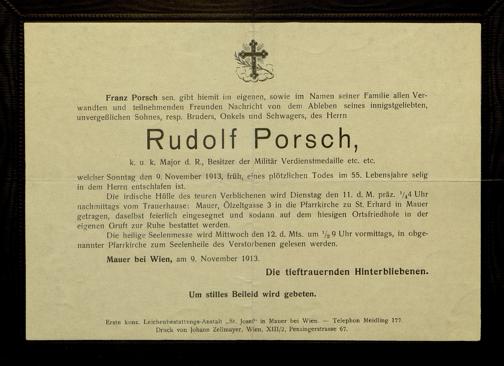 Franz Porsch sen. gibt hiemit im eigenen, sowie im Namen seiner Familie allen Ver-
wandten und teilnehmenden Freunden Nachricht von dem Ableben seines innigstgeliebten,
unvergeßlichen Sohnes, resp. Bruders, Onkels und Schwagers, des Herrn
Rudolf Porsch,
k. u. k. Major d. R., Besitzer der Militär Verdienstmedaille etc. etc.
welcher Sonntag den 9. November 1913, früh, eines plötzlichen Todes im 55. Lebensjahre selig
in dem Herrn entschlafen ist.
Die irdische Hülle des teuren Verblichenen wird Dienstag den 11. d. M. präz. 1/4 4 Uhr
nachmittags vom Trauerhause: Mauer, Ölzeltgasse 3 in die Pfarrkirche zu St. Erhard in Mauer
getragen, daselbst feierlich eingesegnet und sodann auf dem hiesigen Ortsfriedhofe in der
eigenen Gruft zur Ruhe bestattet werden.
Die heilige Seelenmesse wird Mittwoch den 12. d. Mts. um 1/2 9 Uhr vormittags, in obge-
nannter Pfarrkirche zum Seelenheile des Verstorbenen gelesen werden.
Mauer bei Wien, am 9. November 1913.
Die tieftrauernden Hinterbliebenen.
Um stilles Beileid wird gebeten.
Erste konz. Leichenbestattungs-Anstalt „St. Josef" in Mauer bei Wien. — Telephon Meidling 177.
Druck von Johann Zellmayer, Wien, XIII/2, Penzingerstrasse 67.